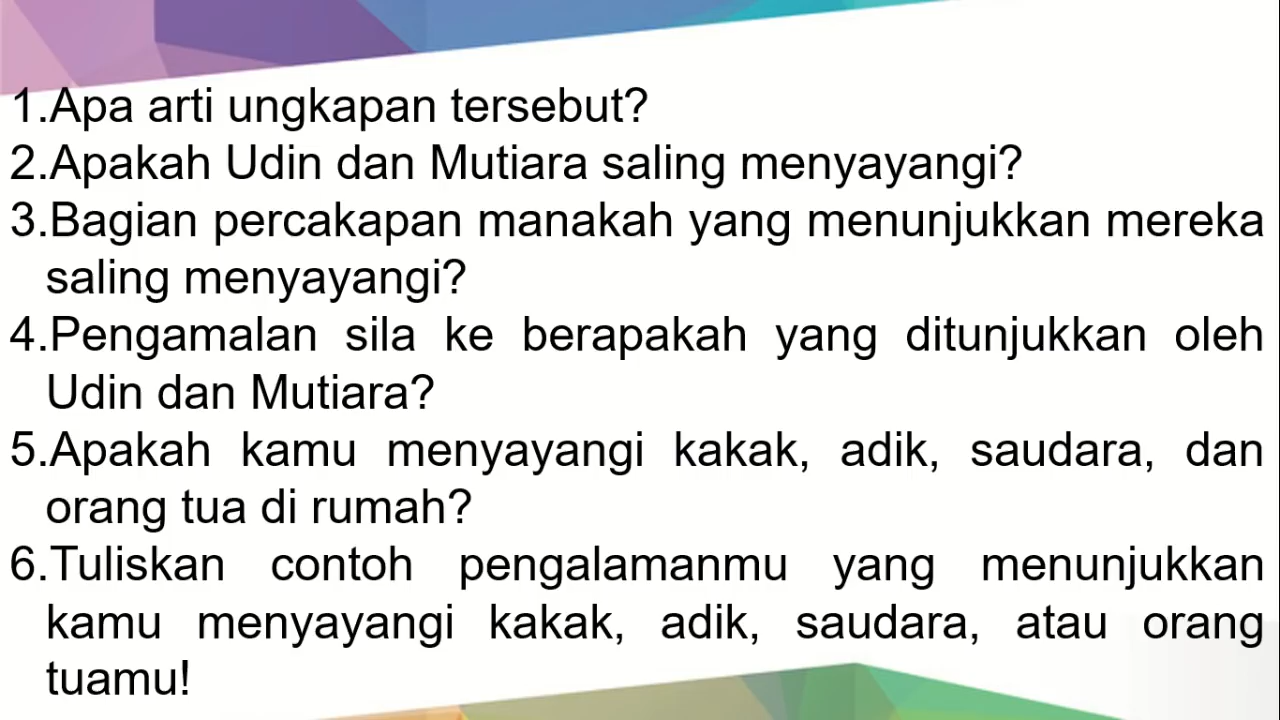 1.Apa arti ungkapan tersebut?
2.Apakah Udin dan Mutiara saling menyayangi?
3.Bagian percakapan manakah yang menunjukkan mereka
saling menyayangi?
4.Pengamalan sila ke berapakah yang ditunjukkan oleh
Udin dan Mutiara?
5.Apakah kamu menyayangi kakak, adik, saudara, dan
orang tua di rumah?
6.Tuliskan contoh pengalamanmu yang menunjukkan
kamu menyayangi kakak, adik, saudara, atau orang
tuamu!